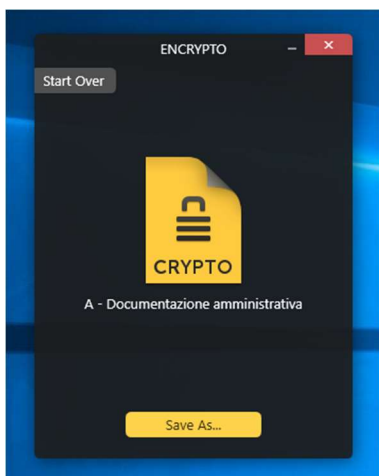 ENCRYPTO
Start Over
CRYPTO
A - Documentazione amministrativa
Save As...